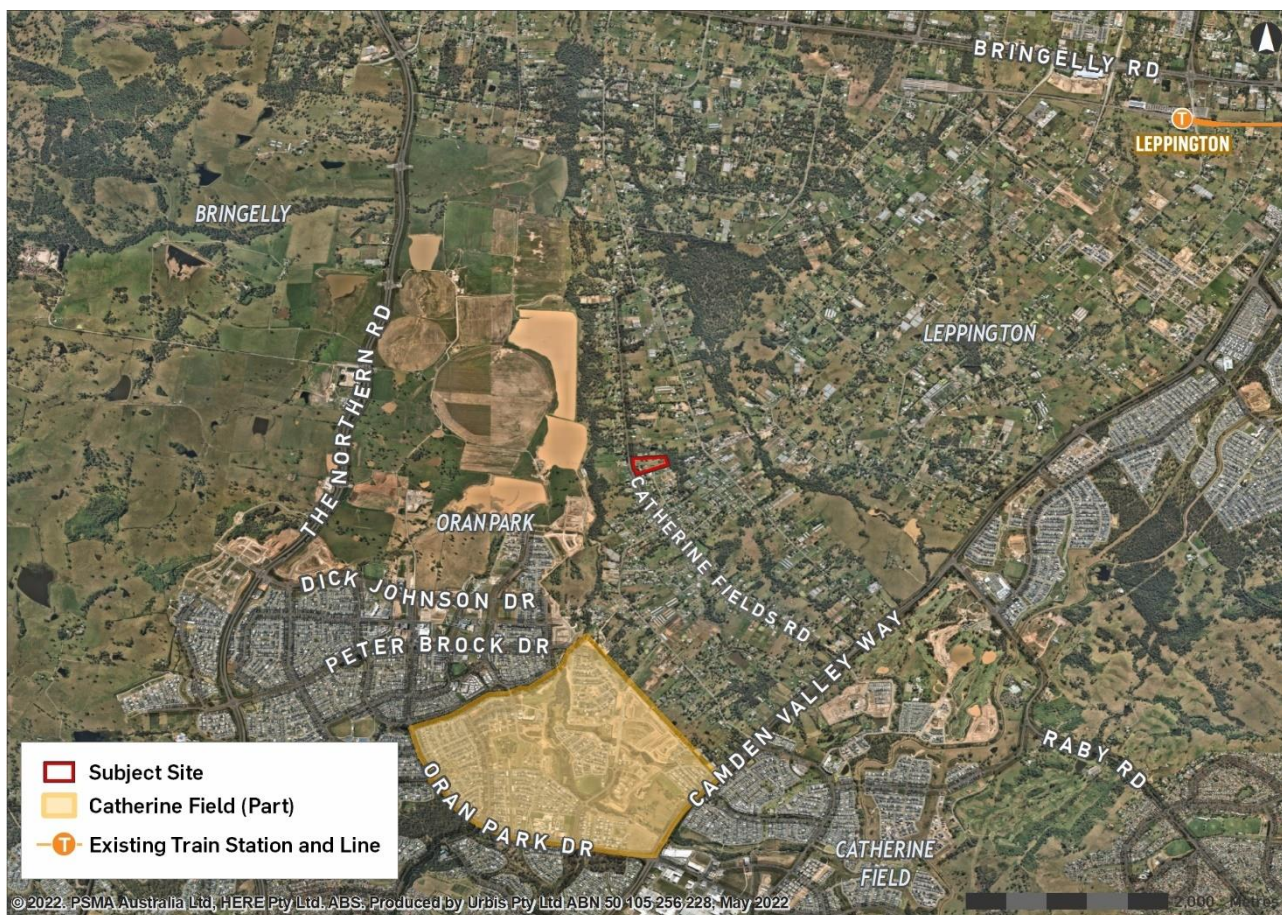 BRINGELLY RD
T
LEPPINGTON
BRINGELLY
LEPPINGTON
THE NORTHERN RD
ORAN PARK
CATHERINE FIELDS RD
DICK JOHNSON DR
PETER BROCK DR
CAMDEN VALLEY WAY
RABY RD
ORAN PARK DR
CATHERINE
FIELD
Subject Site
Catherine Field (Part)
T Existing Train Station and Line
© 2022. PSMA Australia Ltd, HERE Pty Ltd. ABS. Produced by Urbis Pty Ltd ABN 50 105 256 228, May 2022
2,000 Metres